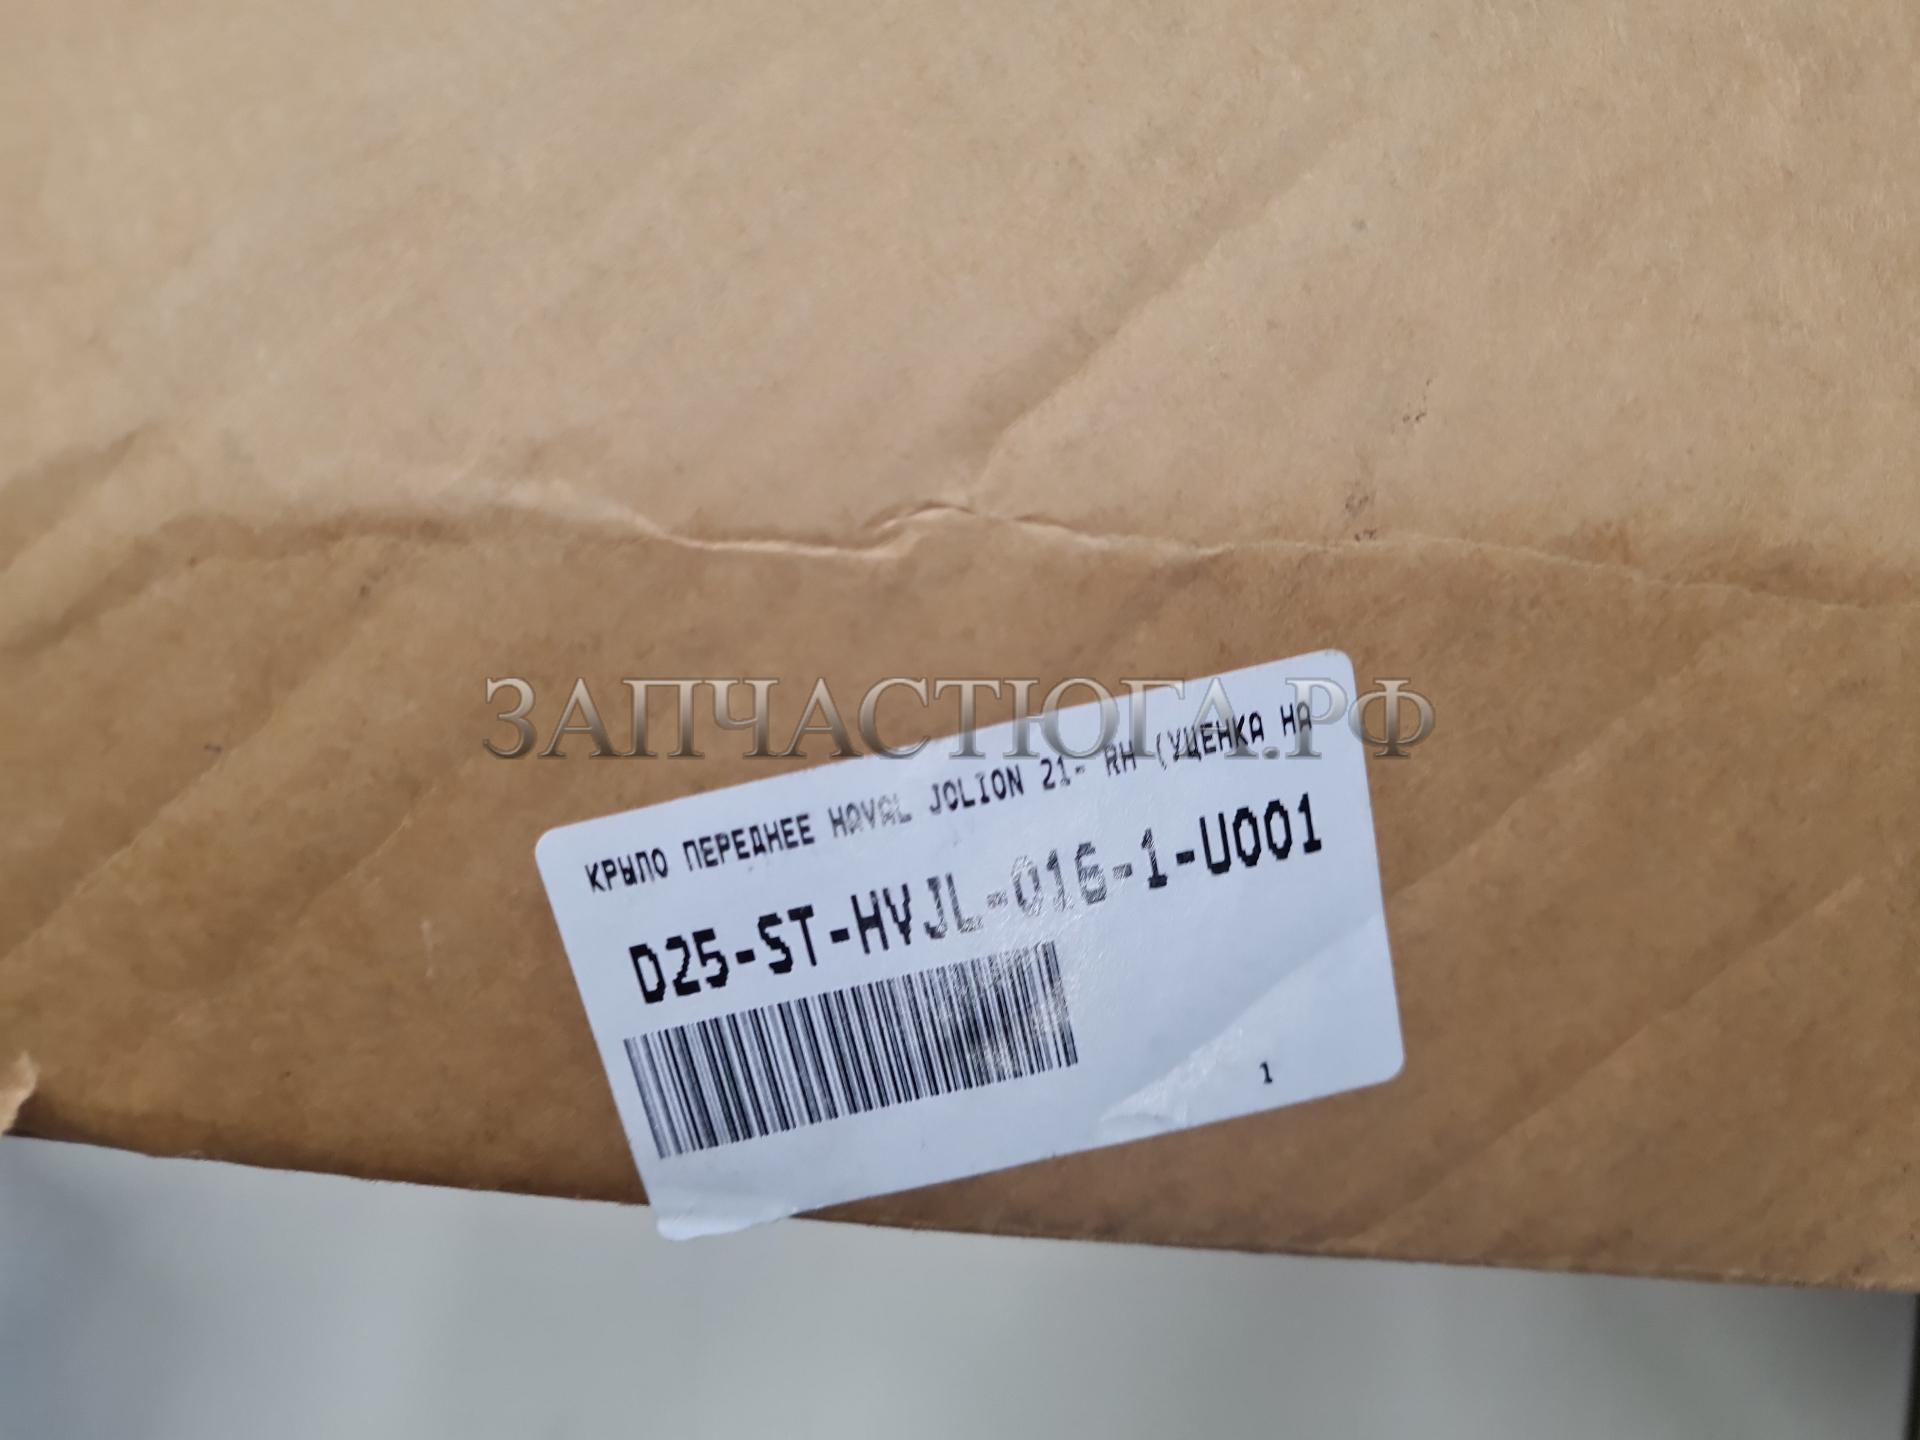 ЗАПЧАСТЮГА.РФ
КРЫЛО ПЕРЕДНЕЕ HAVAL JOLION 21- RH (УЦЕНКА НА
D25-ST-HVJL-016-1-U001
1